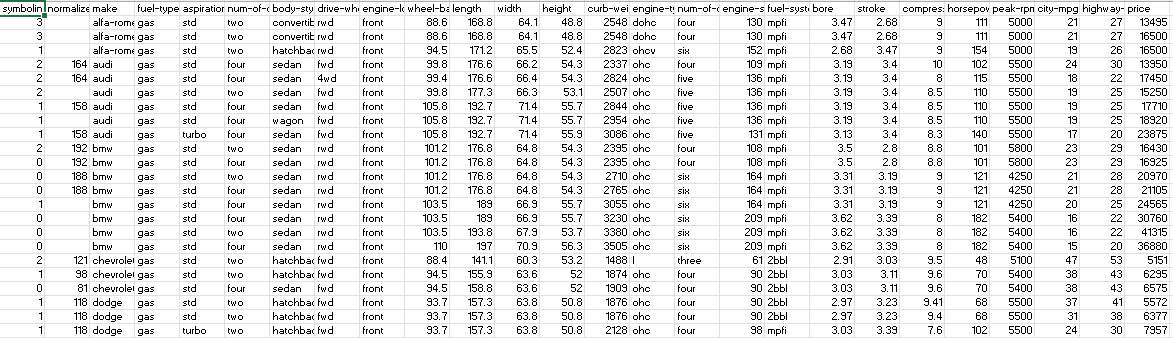 symbolin normalize make fuel-type aspiration num-of-d body-sty drive-whe engine-lo wheel-ba length width height curb-wei engine-ty num-of-c engine-s fuel-syst bore stroke compres horsepow peak-rpm city-mpg highway- price
3 alfa-rome gas std two convertib rwd front 88.6 168.8 64.1 48.8 2548 dohc four 130 mpfi 3.47 2.68 9 111 5000 21 27 13495
3 alfa-rome gas std two convertib rwd front 88.6 168.8 64.1 48.8 2548 dohc four 130 mpfi 3.47 2.68 9 111 5000 21 27 16500
1 alfa-rome gas std two hatchbac rwd front 94.5 171.2 65.5 52.4 2823 ohcv six 152 mpfi 2.68 3.47 9 154 5000 19 26 16500
2 164 audi gas std four sedan fwd front 99.8 176.6 66.2 54.3 2337 ohc four 109 mpfi 3.19 3.4 10 102 5500 24 30 13950
2 164 audi gas std four sedan 4wd front 99.4 176.6 66.4 54.3 2824 ohc five 136 mpfi 3.19 3.4 8 115 5500 18 22 17450
2 audi gas std two sedan fwd front 99.8 177.3 66.3 53.1 2507 ohc five 136 mpfi 3.19 3.4 8.5 110 5500 19 25 15250
1 158 audi gas std four sedan fwd front 105.8 192.7 71.4 55.7 2844 ohc five 136 mpfi 3.19 3.4 8.5 110 5500 19 25 17710
1 audi gas std four wagon fwd front 105.8 192.7 71.4 55.7 2954 ohc five 136 mpfi 3.19 3.4 8.5 110 5500 19 25 18920
1 158 audi gas turbo four sedan fwd front 105.8 192.7 71.4 55.9 3086 ohc five 131 mpfi 3.13 3.4 8.3 140 5500 17 20 23875
2 192 bmw gas std two sedan rwd front 101.2 176.8 64.8 54.3 2395 ohc four 108 mpfi 3.5 2.8 8.8 101 5800 23 29 16430
0 192 bmw gas std four sedan rwd front 101.2 176.8 64.8 54.3 2395 ohc four 108 mpfi 3.5 2.8 8.8 101 5800 23 29 16925
0 188 bmw gas std two sedan rwd front 101.2 176.8 64.8 54.3 2710 ohc six 164 mpfi 3.31 3.19 9 121 4250 21 28 20970
0 188 bmw gas std four sedan rwd front 101.2 176.8 64.8 54.3 2765 ohc six 164 mpfi 3.31 3.19 9 121 4250 21 28 21105
1 bmw gas std four sedan rwd front 103.5 189 66.9 55.7 3055 ohc six 164 mpfi 3.31 3.19 9 121 4250 20 25 24565
0 bmw gas std four sedan rwd front 103.5 189 66.9 55.7 3230 ohc six 209 mpfi 3.62 3.39 8 182 5400 16 22 30760
0 bmw gas std two sedan rwd front 103.5 193.8 67.9 53.7 3380 ohc six 209 mpfi 3.62 3.39 8 182 5400 16 22 41315
0 bmw gas std four sedan rwd front 110 197 70.9 56.3 3505 ohc six 209 mpfi 3.62 3.39 8 182 5400 15 20 36880
2 121 chevrolet gas std two hatchbac fwd front 88.4 141.1 60.3 53.2 1488 l three 61 2bbl 2.91 3.03 9.5 48 5100 47 53 5151
1 98 chevrolet gas std two hatchbac fwd front 94.5 155.9 63.6 52 1874 ohc four 90 2bbl 3.03 3.11 9.6 70 5400 38 43 6295
0 81 chevrolet gas std four sedan fwd front 94.5 158.8 63.6 52 1909 ohc four 90 2bbl 3.03 3.11 9.6 70 5400 38 43 6575
1 118 dodge gas std two hatchbac fwd front 93.7 157.3 63.8 50.8 1876 ohc four 90 2bbl 2.97 3.23 9.41 68 5500 37 41 5572
1 118 dodge gas std two hatchbac fwd front 93.7 157.3 63.8 50.8 1876 ohc four 90 2bbl 2.97 3.23 9.4 68 5500 31 38 6377
1 118 dodge gas turbo two hatchbac fwd front 93.7 157.3 63.8 50.8 2128 ohc four 98 mpfi 3.03 3.39 7.6 102 5500 24 30 7957